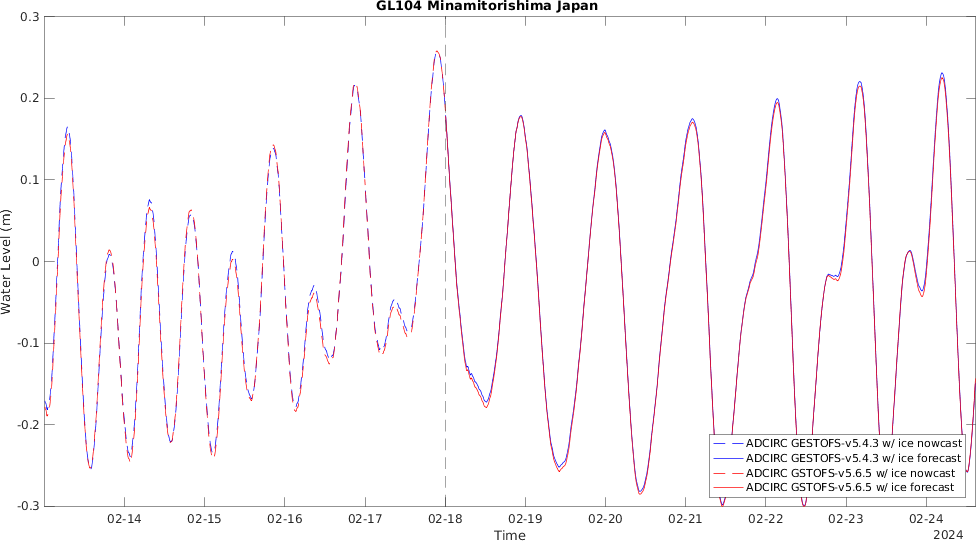 GL104 Minamitorishima Japan
Water Level (m)
0.3
0.2
0.1
0
-0.1
-0.2
-0.3
ADCIRC GESTOFS-v5.4.3 w/ ice nowcast
ADCIRC GESTOFS-v5.4.3 w/ ice forecast
ADCIRC GSTOFS-v5.6.5 w/ ice nowcast
ADCIRC GSTOFS-v5.6.5 w/ ice forecast
02-14 02-15 02-16 02-17 02-18 02-19 02-20 02-21 02-22 02-23 02-24
Time
2024